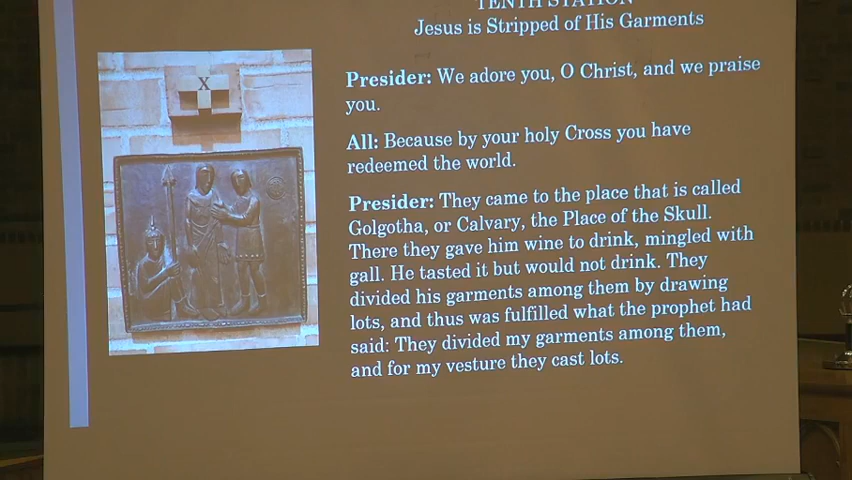 TENTH STATION
Jesus is Stripped of His Garments
X
Presider: We adore you, O Christ, and we praise
you.
All: Because by your holy Cross you have
redeemed the world.
Presider: They came to the place that is called
Golgotha, or Calvary, the Place of the Skull.
There they gave him wine to drink, mingled with
gall. He tasted it but would not drink. They
divided his garments among them by drawing
lots, and thus was fulfilled what the prophet had
said: They divided my garments among them,
and for my vesture they cast lots.